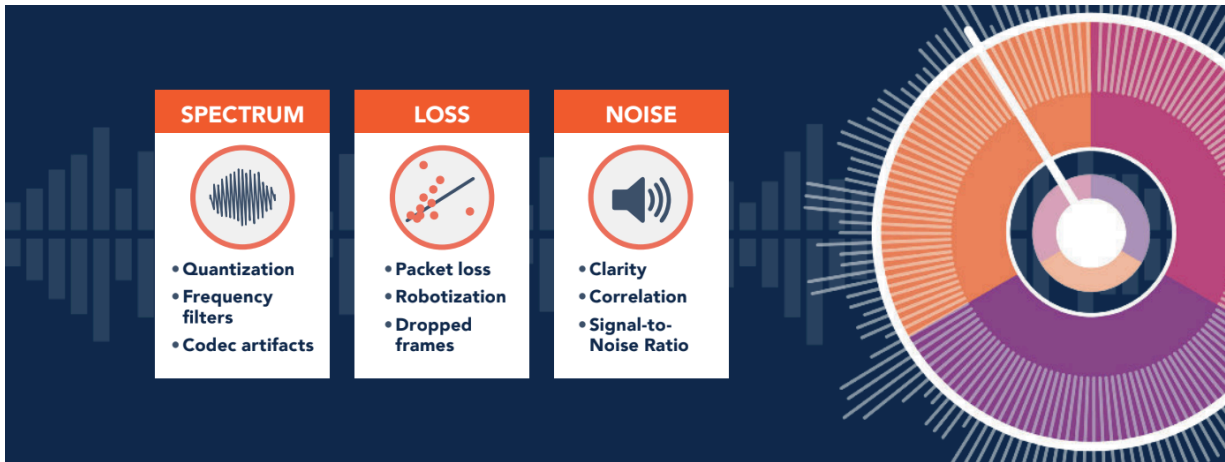 SPECTRUM
• Quantization
• Frequency
filters
• Codec artifacts
LOSS
• Packet loss
• Robotization
• Dropped
frames
NOISE
• Clarity
• Correlation
• Signal-to-
Noise Ratio